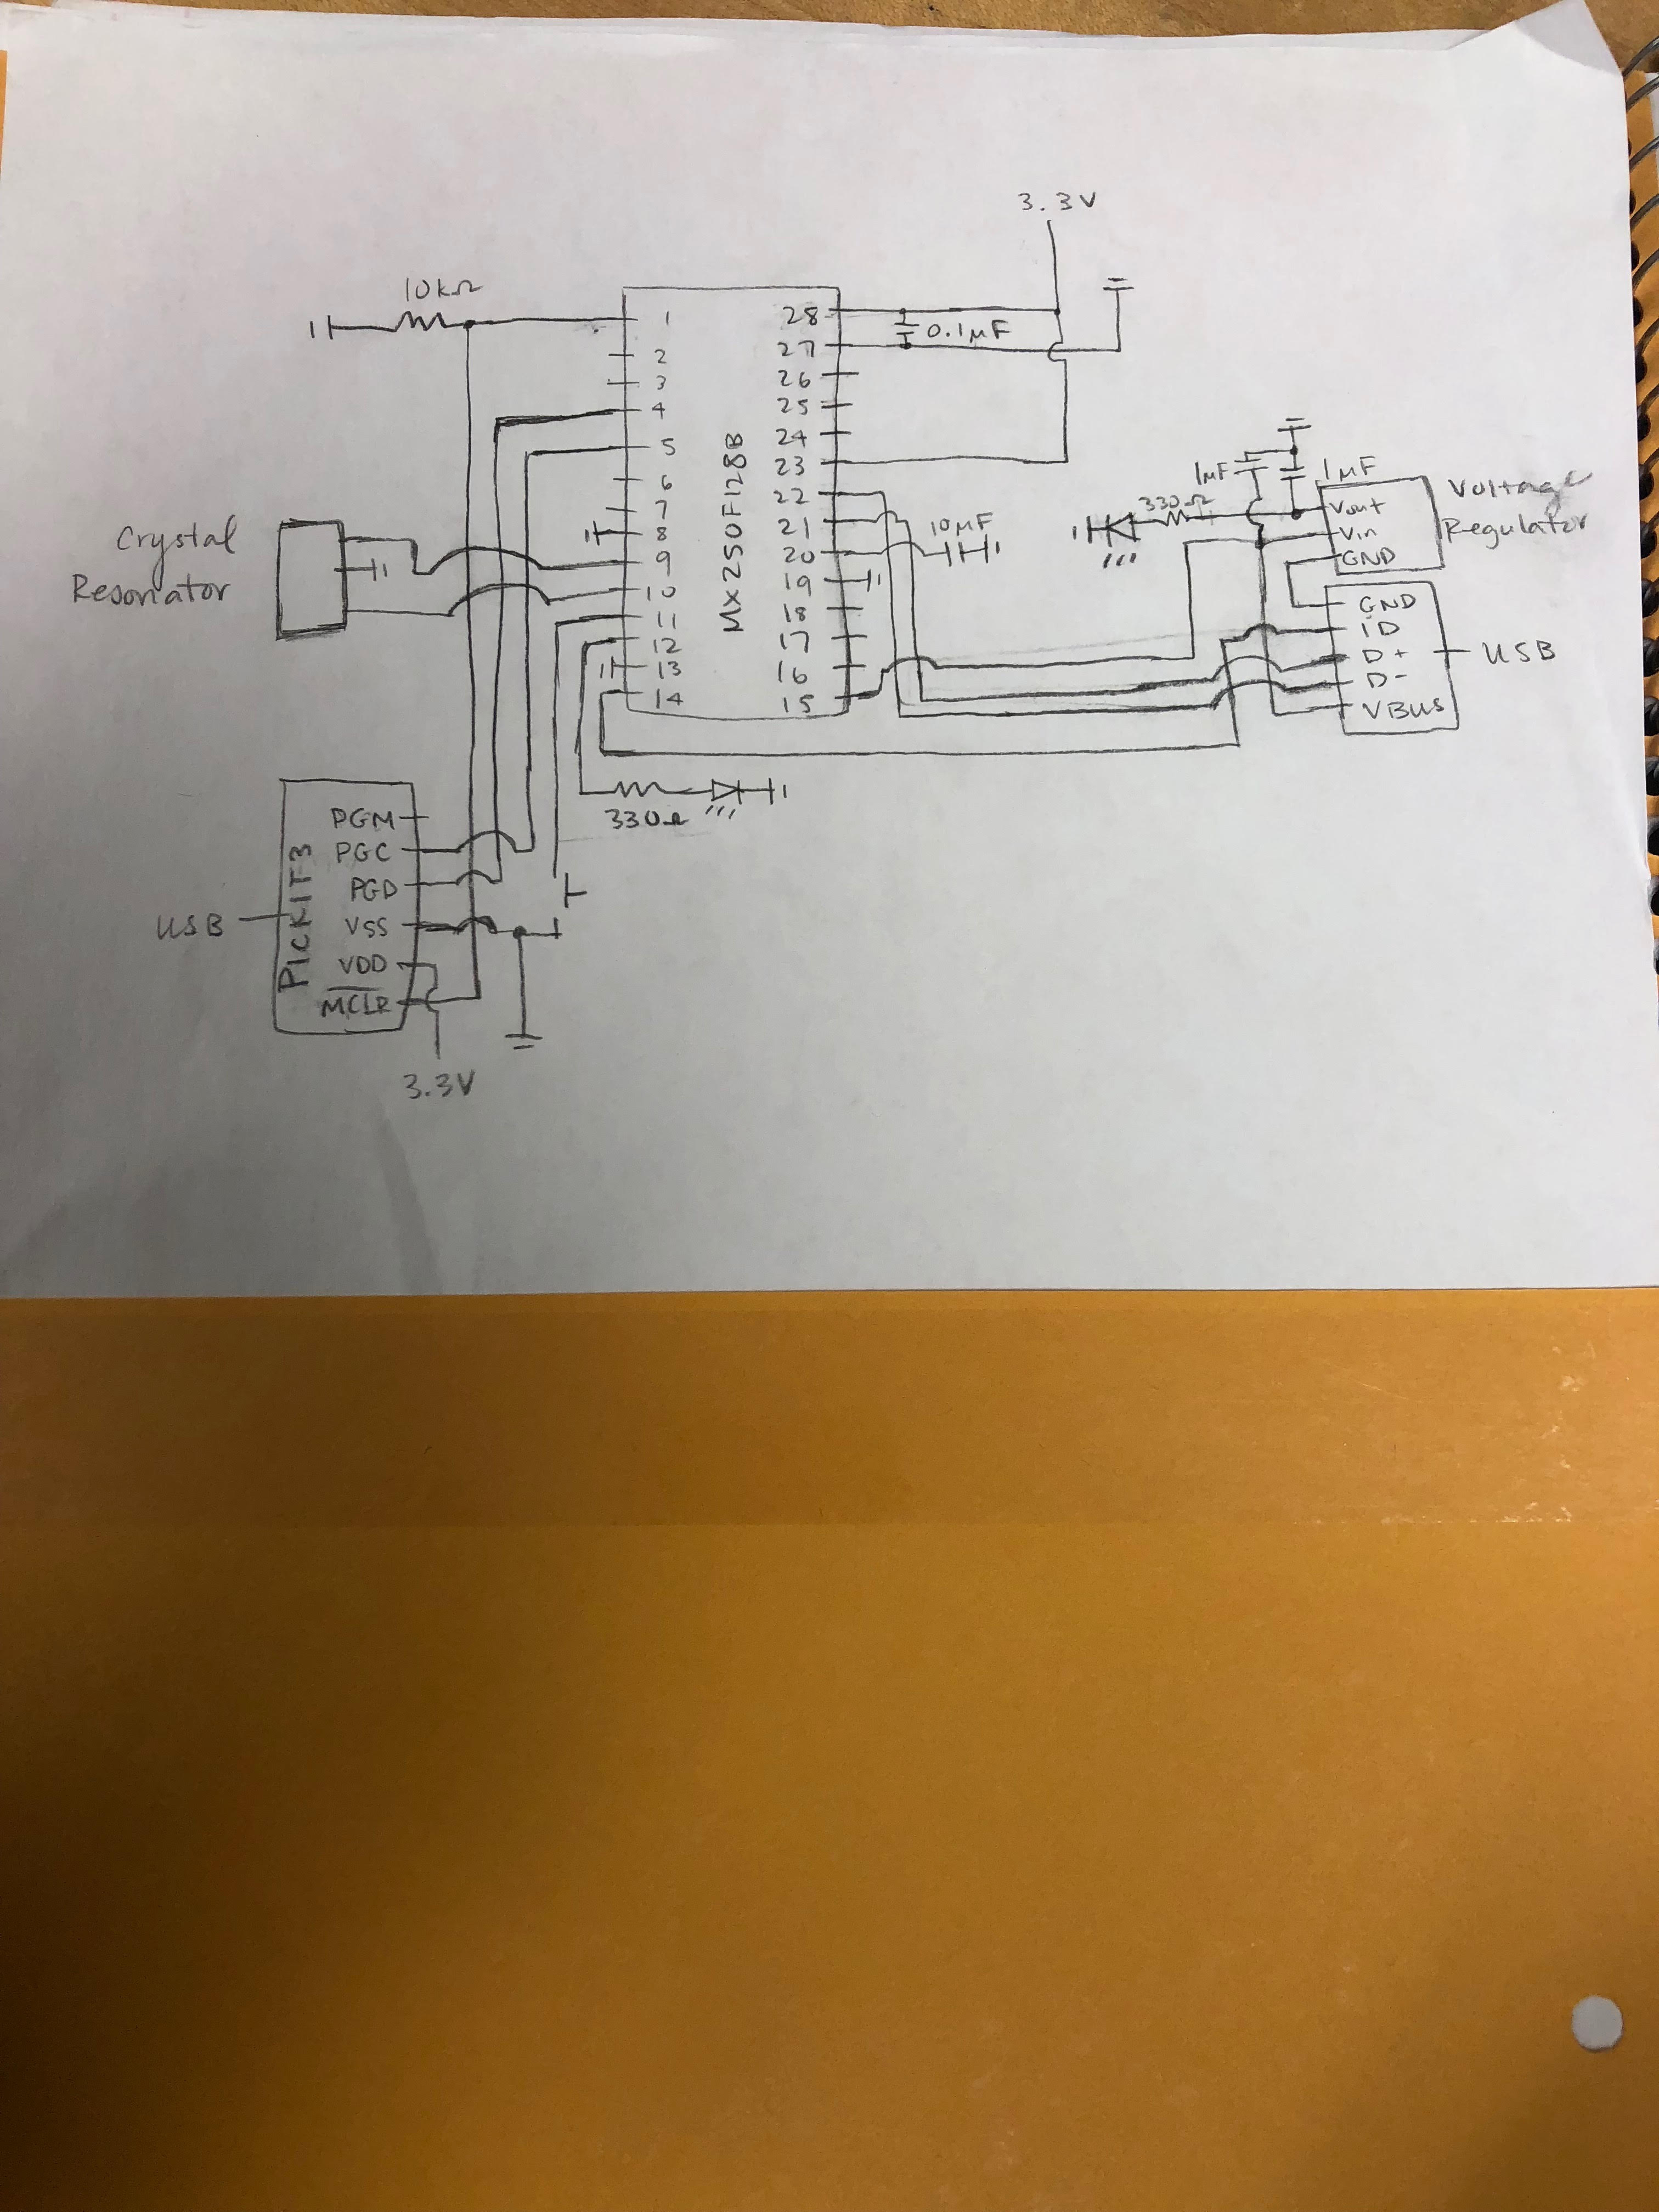 3.3V
10kΩ
1
2
3
4
5
6
7
8
9
10
11
12
13
14
MX250F128B
28
27
26
25
24
23
22
21
20
19
18
17
16
15
0.1μF
10μF
1μF
1μF
330Ω
Vout
Vin
GND
Voltage
Regulator
GND
ID
D+
D-
VBUS
USB
Crystal
Resonator
330Ω
PICKIT3
PGM
PGC
PGD
VSS
VDD
MCLR
USB
3.3V